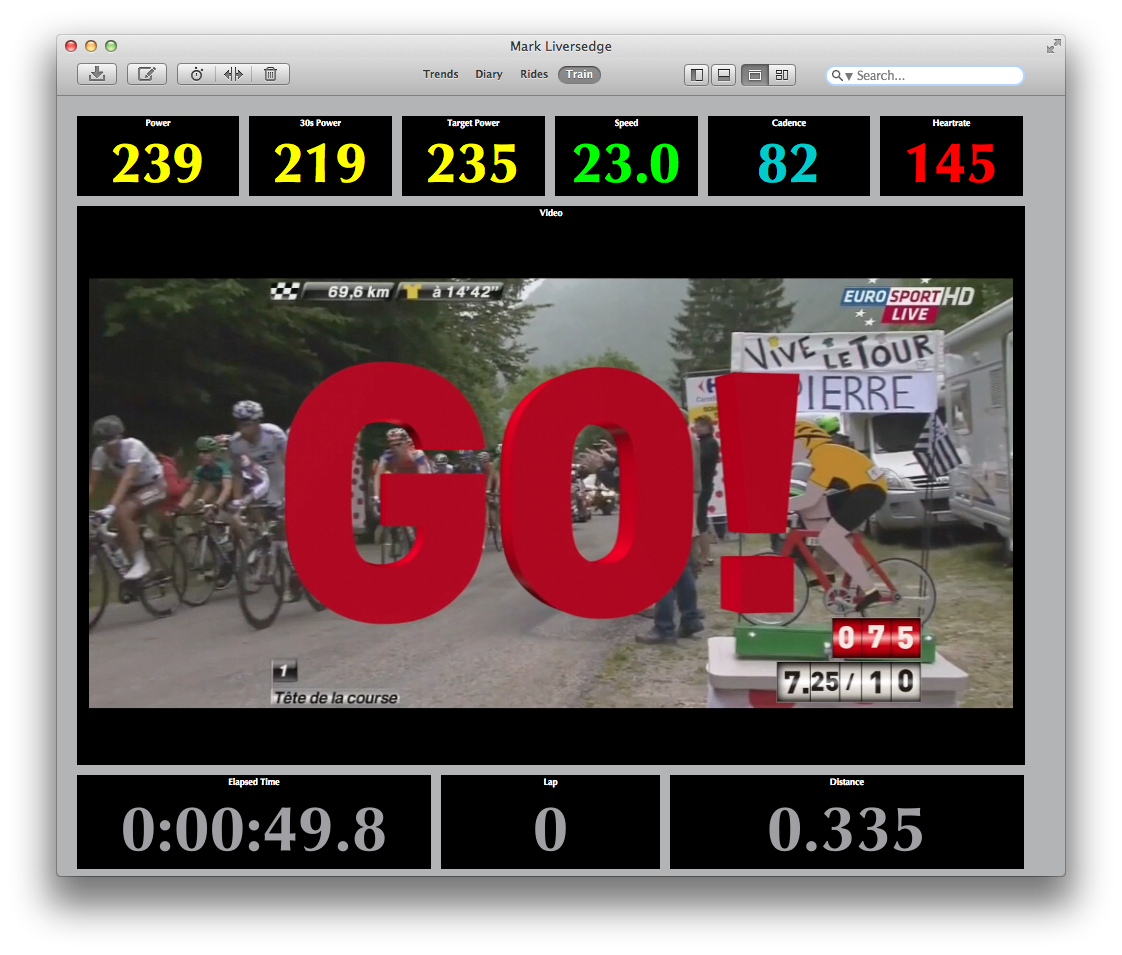 Mark Liversedge
Trends Diary Rides Train
Search...
Power 30s Power Target Power Speed Cadence Heartrate
239 219 235 23.0 82 145
Video
69,6 km à 14'42"
EUROSPORT HD
LIVE
VIVE LE TOUR
PIERRE
GO!
075
7.25/10
1
Tête de la course
Elapsed Time Lap Distance
0:00:49.8 0 0.335